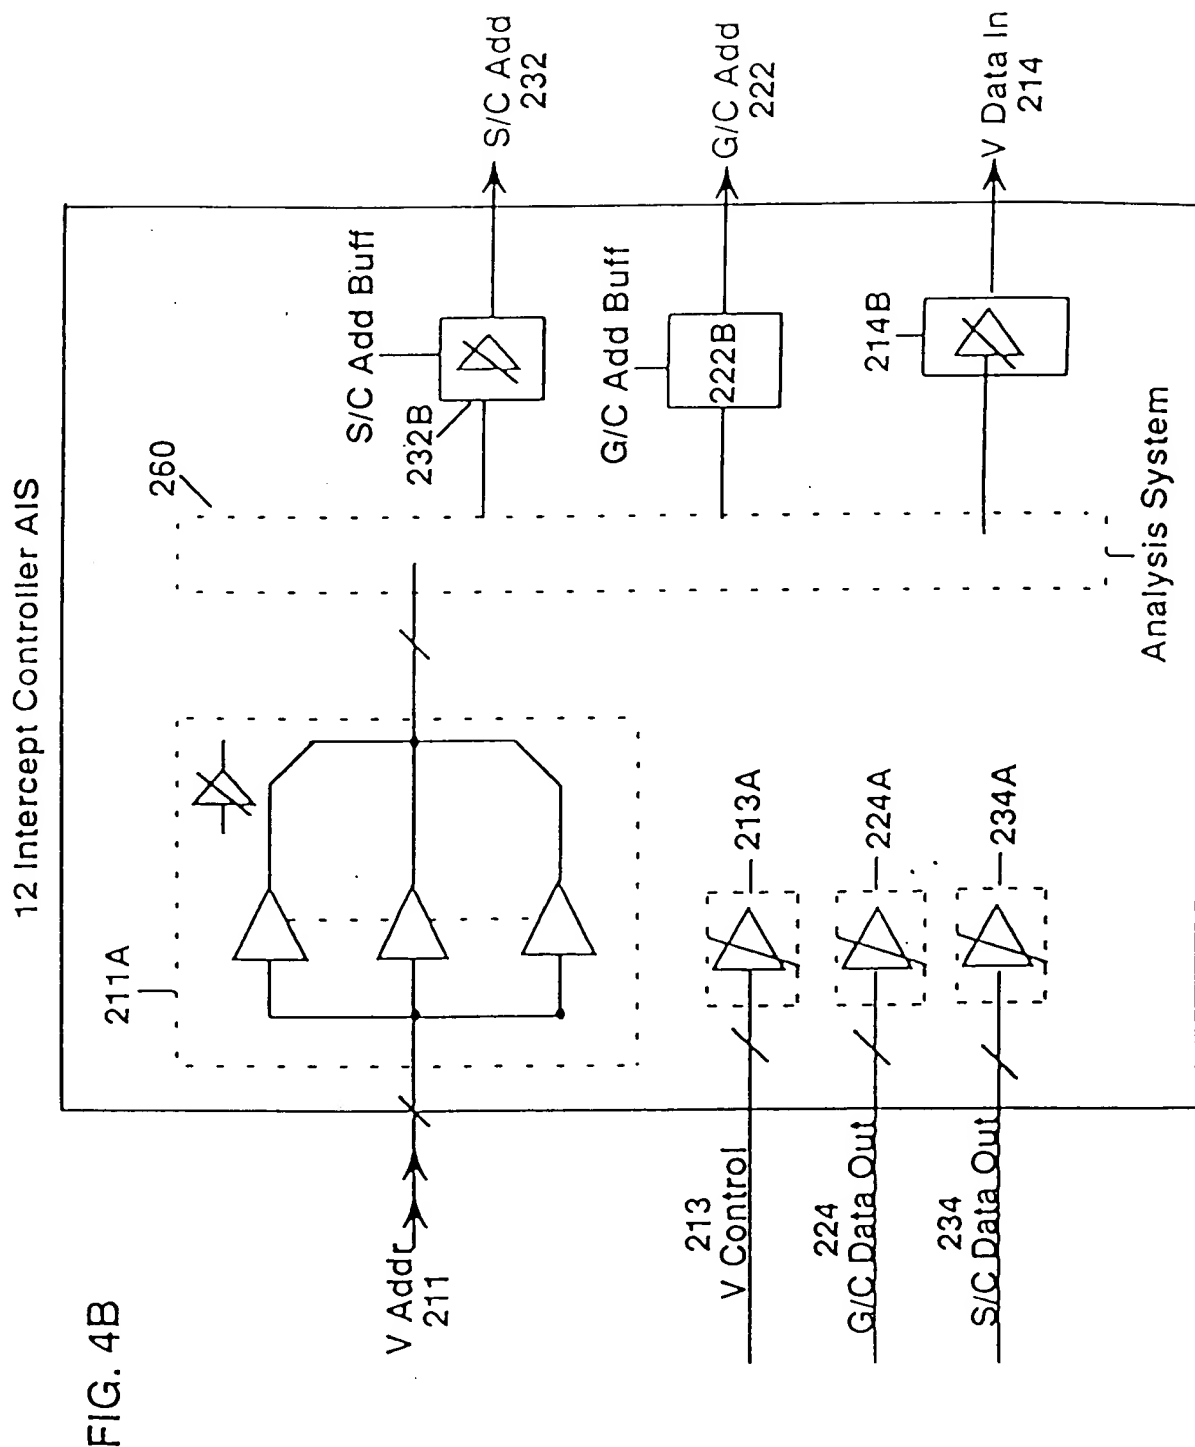 FIG. 4B
12 Intercept Controller AIS
V Addr
211
211A
260
S/C Add Buff
232B
S/C Add
232
G/C Add Buff
222B
G/C Add
222
214B
V Data In
214
213
V Control
213A
224
G/C Data Out
224A
234
S/C Data Out
234A
Analysis System